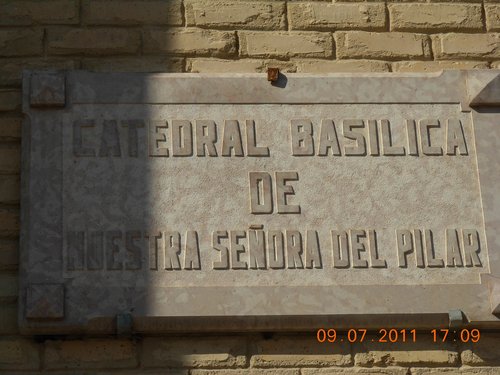 CATEDRAL BASILICA
DE
NUESTRA SEÑORA DEL PILAR
09.07.2011 17:09